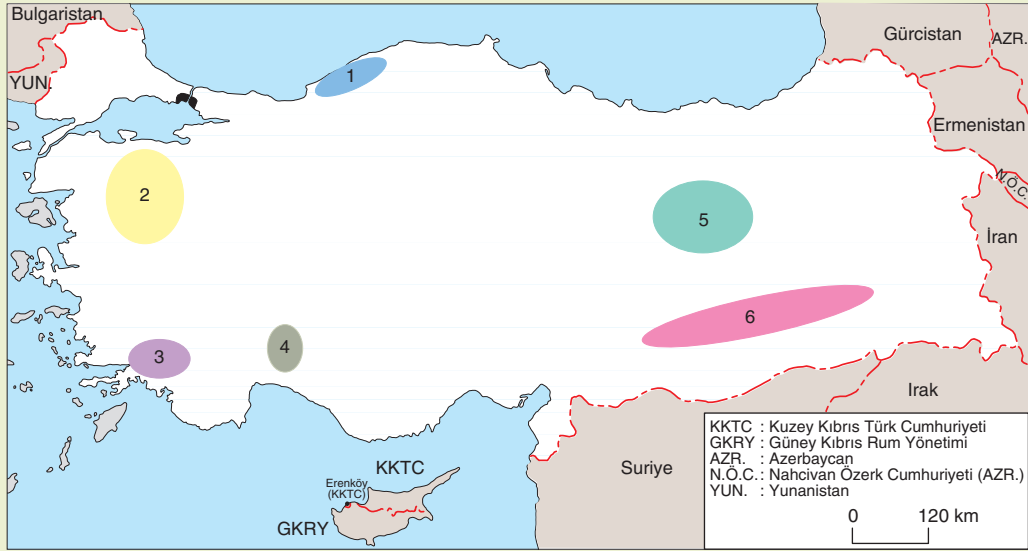 Bulgaristan
Gürcistan
AZR.
YUN.
1
Ermenistan
N.Ö.C.
2
5
İran
6
3
4
Irak
Suriye
KKTC
Erenköy
(KKTC)
GKRY
KKTC : Kuzey Kıbrıs Türk Cumhuriyeti
GKRY : Güney Kıbrıs Rum Yönetimi
AZR. : Azerbaycan
N.Ö.C. : Nahcivan Özerk Cumhuriyeti (AZR.)
YUN. : Yunanistan
0 120 km